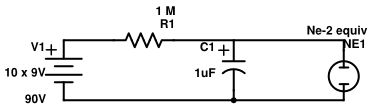 1 M
R1
Ne-2 equiv
NE1
V1
+
C1
+
10 x 9V
1uF
90V